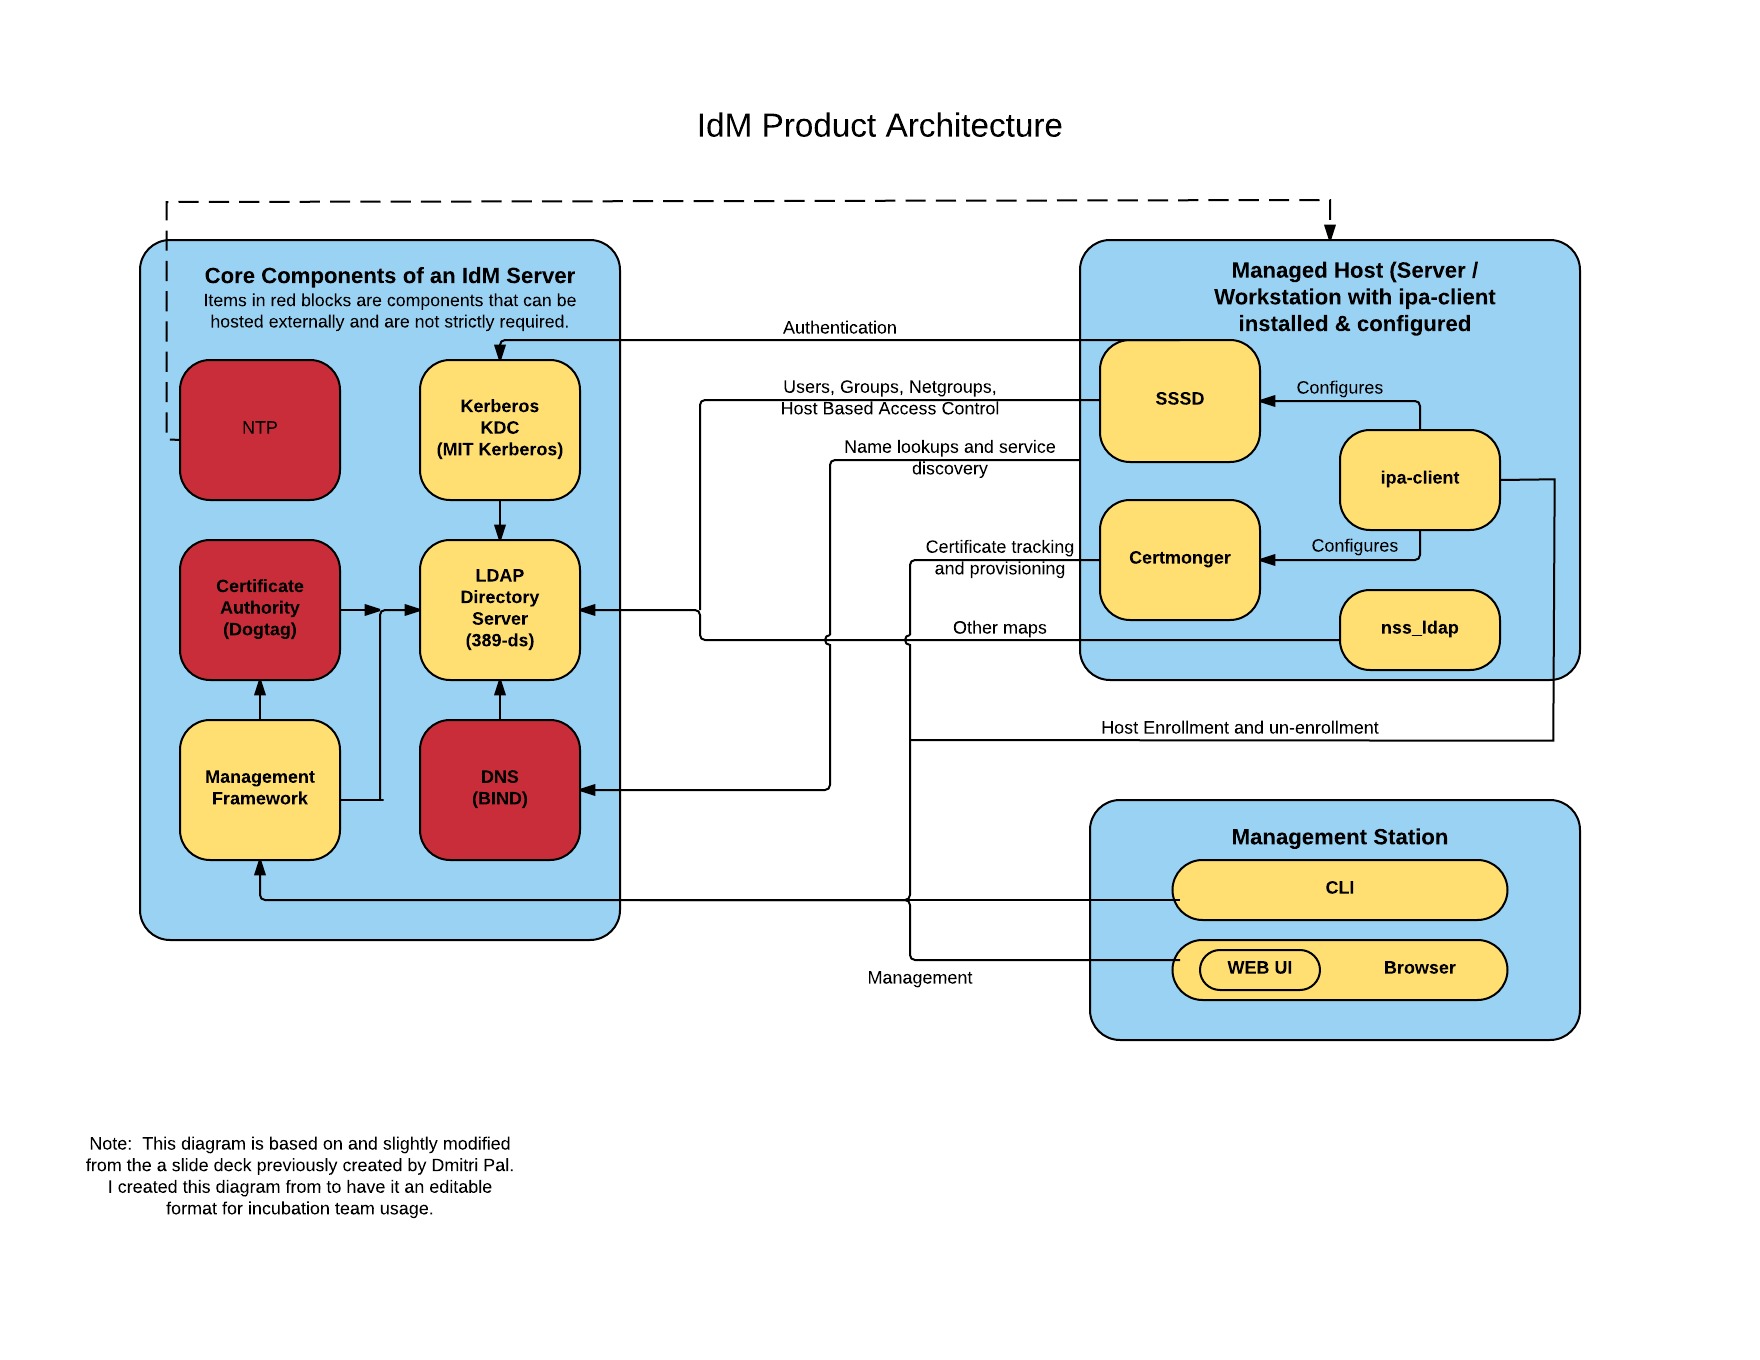 IdM Product Architecture
Core Components of an IdM Server
Items in red blocks are components that can be
hosted externally and are not strictly required.
NTP
Kerberos
KDC
(MIT Kerberos)
Certificate
Authority
(Dogtag)
LDAP
Directory
Server
(389-ds)
Management
Framework
DNS
(BIND)
Authentication
Users, Groups, Netgroups,
Host Based Access Control
Name lookups and service
discovery
Certificate tracking
and provisioning
Other maps
Host Enrollment and un-enrollment
Management
Managed Host (Server /
Workstation with ipa-client
installed & configured
SSSD
Configures
ipa-client
Certmonger
Configures
nss_ldap
Management Station
CLI
WEB UI
Browser
Note:  This diagram is based on and slightly modified
from the a slide deck previously created by Dmitri Pal.
I created this diagram from to have it an editable
format for incubation team usage.